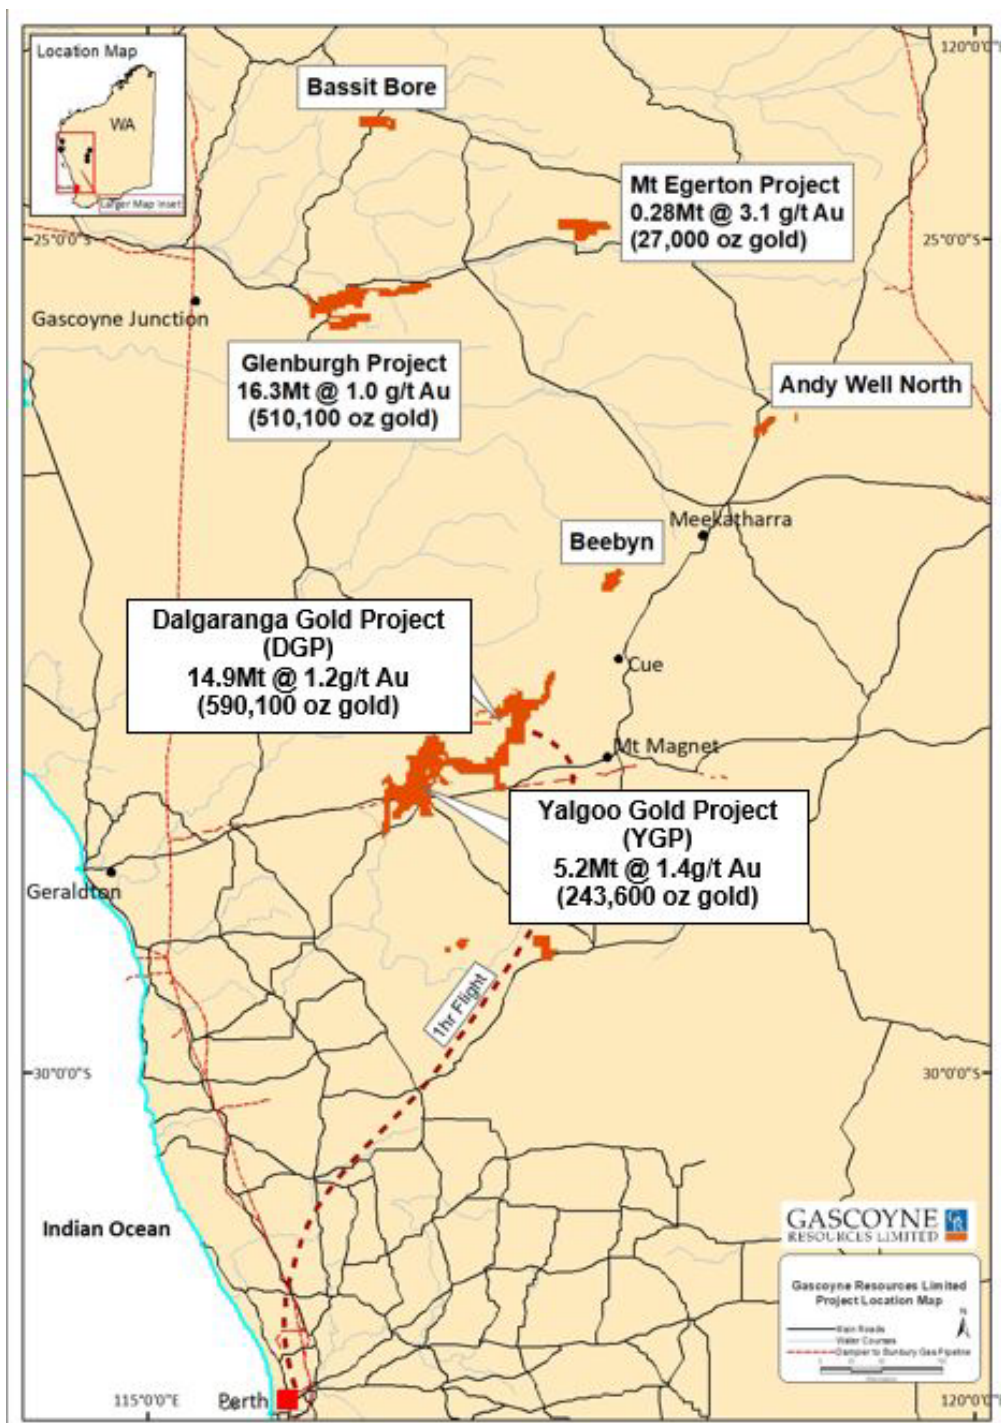 Location Map
WA
Larger Map Inset
120°0'0"E
Bassit Bore
Mt Egerton Project
0.28Mt @ 3.1 g/t Au
(27,000 oz gold)
25°0'0"S
25°0'0"S
Gascoyne Junction
Glenburgh Project
16.3Mt @ 1.0 g/t Au
(510,100 oz gold)
Andy Well North
Meekatharra
Beebyn
Dalgaranga Gold Project
(DGP)
14.9Mt @ 1.2g/t Au
(590,100 oz gold)
Cue
Mt Magnet
Yalgoo Gold Project
(YGP)
5.2Mt @ 1.4g/t Au
(243,600 oz gold)
Geraldton
1hr Flight
30°0'0"S
30°0'0"S
Indian Ocean
GASCOYNE
RESOURCES LIMITED
Gascoyne Resources Limited
Project Location Map
N
Main Roads
Water Courses
Dampier to Bunbury Gas Pipeline
115°0'0"E
Perth
120°0'0"E